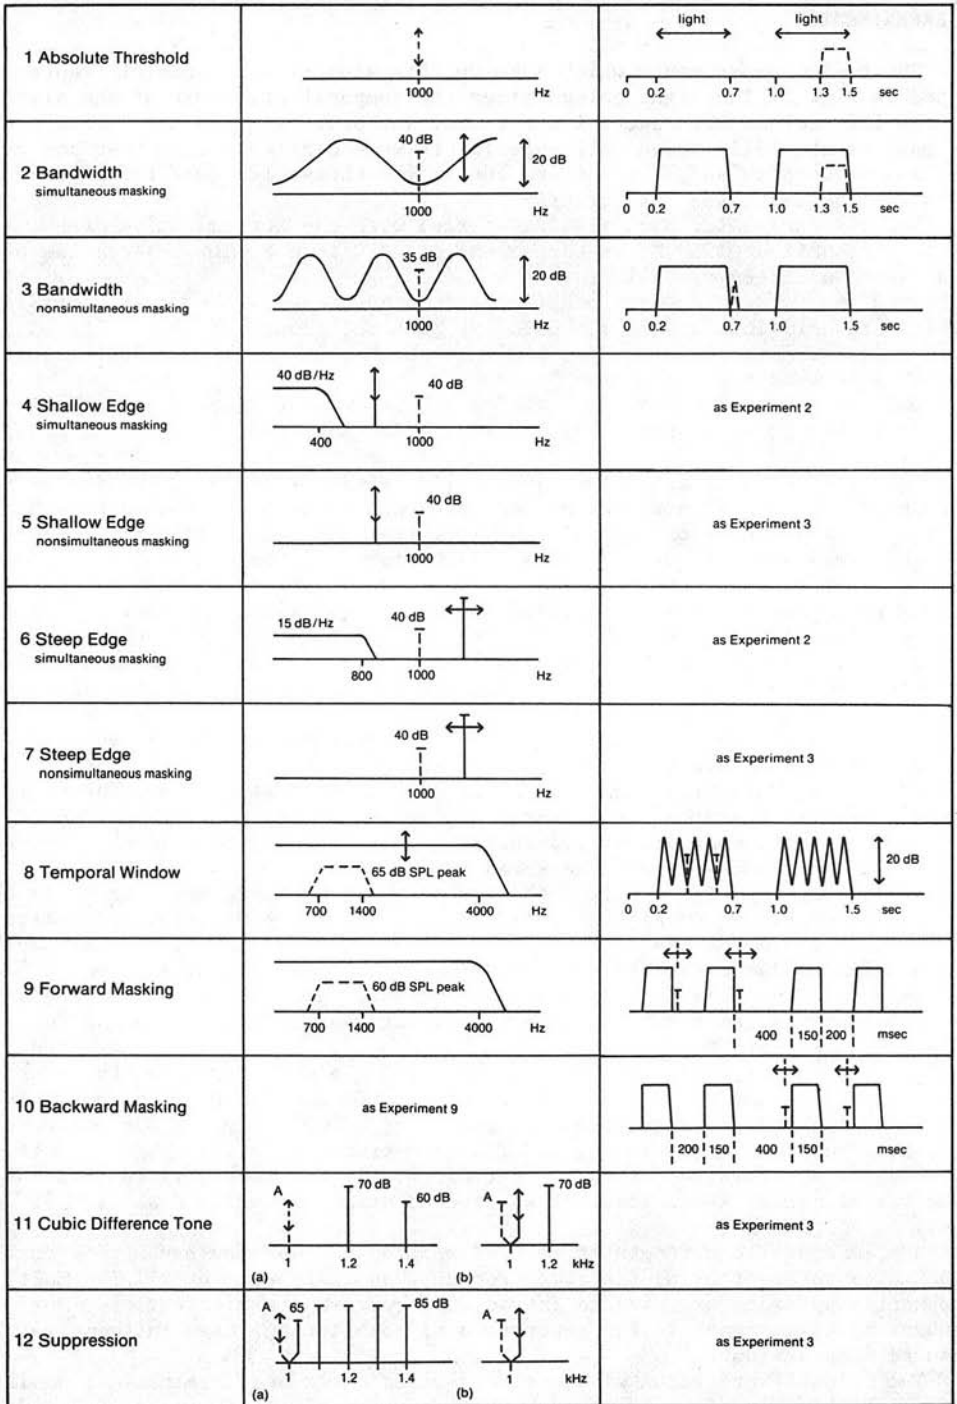 light light
1 Absolute Threshold
1000 Hz
0 0.2 0.7 1.0 1.3 1.5 sec
2 Bandwidth
simultaneous masking
40 dB
20 dB
1000
0 0.2 0.7 1.0 1.3 1.5 sec
3 Bandwidth
nonsimultaneous masking
35 dB
20 dB
1000
0 0.2 0.7 1.0 1.5 sec
4 Shallow Edge
simultaneous masking
40 dB/Hz
40 dB
400 1000 Hz
as Experiment 2
5 Shallow Edge
nonsimultaneous masking
40 dB
1000
as Experiment 3
6 Steep Edge
simultaneous masking
15 dB/Hz
40 dB
800 1000 Hz
as Experiment 2
7 Steep Edge
nonsimultaneous masking
40 dB
1000 Hz
as Experiment 3
8 Temporal Window
65 dB SPL peak
700 1400 4000 Hz
T T
20 dB
0 0.2 0.7 1.0 1.5 sec
9 Forward Masking
60 dB SPL peak
700 1400 4000 Hz
T T
400 150 200 msec
10 Backward Masking
as Experiment 9
T T
200 150 400 150 msec
11 Cubic Difference Tone
A 70 dB 60 dB
1 1.2 1.4
(a)
A 70 dB
1 1.2 kHz
(b)
as Experiment 3
12 Suppression
A 65 85 dB
1 1.2 1.4
(a)
A
1 kHz
(b)
as Experiment 3